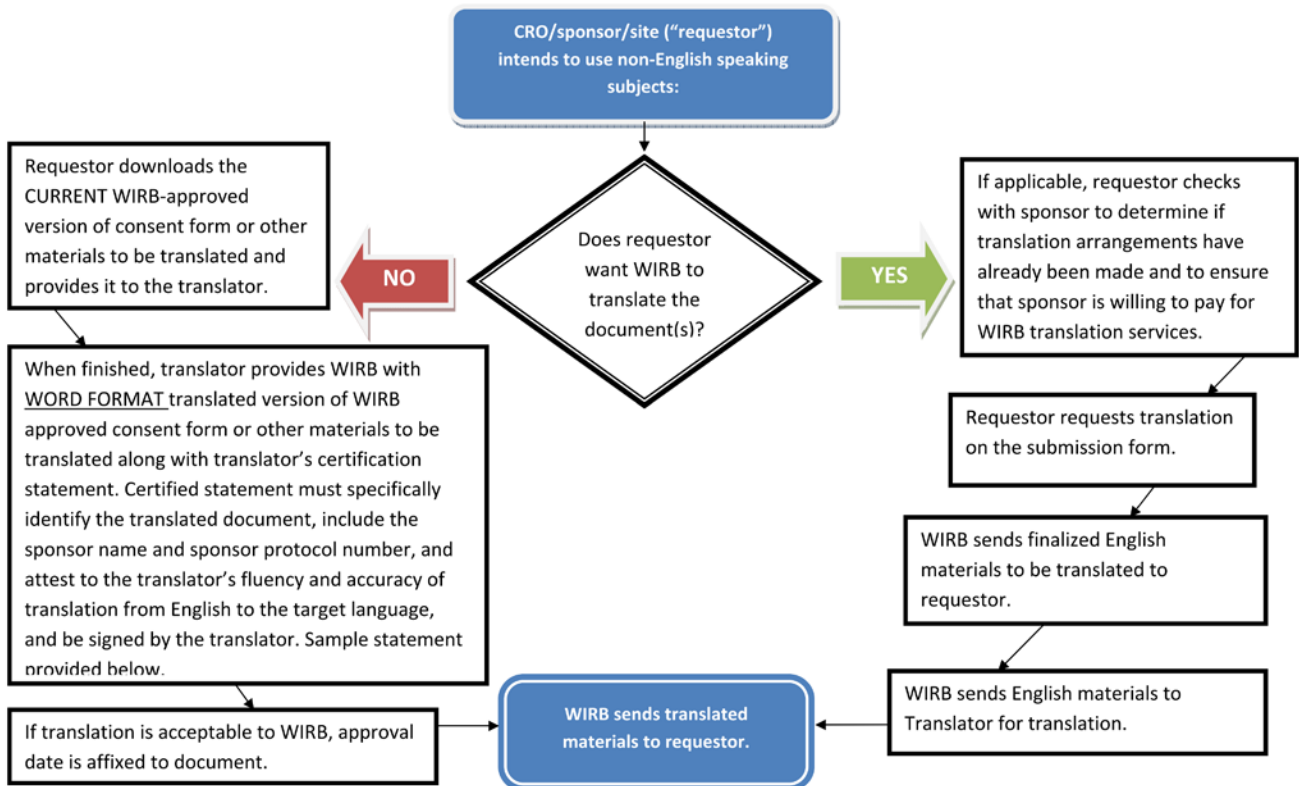 CRO/sponsor/site (“requestor”)
intends to use non-English speaking
subjects:
Does requestor
want WIRB to
translate the
document(s)?
NO
Requestor downloads the
CURRENT WIRB-approved
version of consent form or other
materials to be translated and
provides it to the translator.
When finished, translator provides WIRB with
WORD FORMAT translated version of WIRB
approved consent form or other materials to be
translated along with translator’s certification
statement. Certified statement must specifically
identify the translated document, include the
sponsor name and sponsor protocol number, and
attest to the translator’s fluency and accuracy of
translation from English to the target language,
and be signed by the translator. Sample statement
provided below.
If translation is acceptable to WIRB, approval
date is affixed to document.
YES
If applicable, requestor checks
with sponsor to determine if
translation arrangements have
already been made and to ensure
that sponsor is willing to pay for
WIRB translation services.
Requestor requests translation
on the submission form.
WIRB sends finalized English
materials to be translated to
requestor.
WIRB sends English materials to
Translator for translation.
WIRB sends translated
materials to requestor.